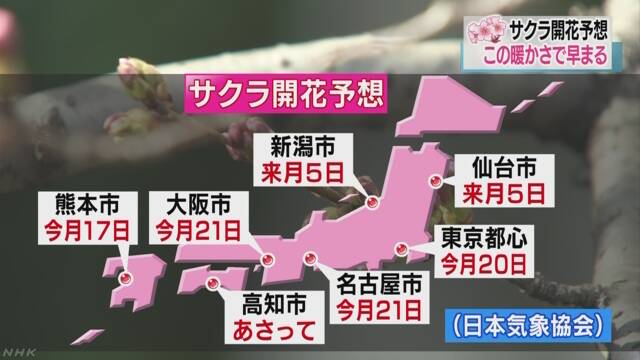 サクラ開花予想
この暖かさで早まる
サクラ開花予想
新潟市
来月5日
仙台市
来月5日
熊本市
今月17日
大阪市
今月21日
東京都心
今月20日
名古屋市
今月21日
高知市
あさって
(日本気象協会)
NHK